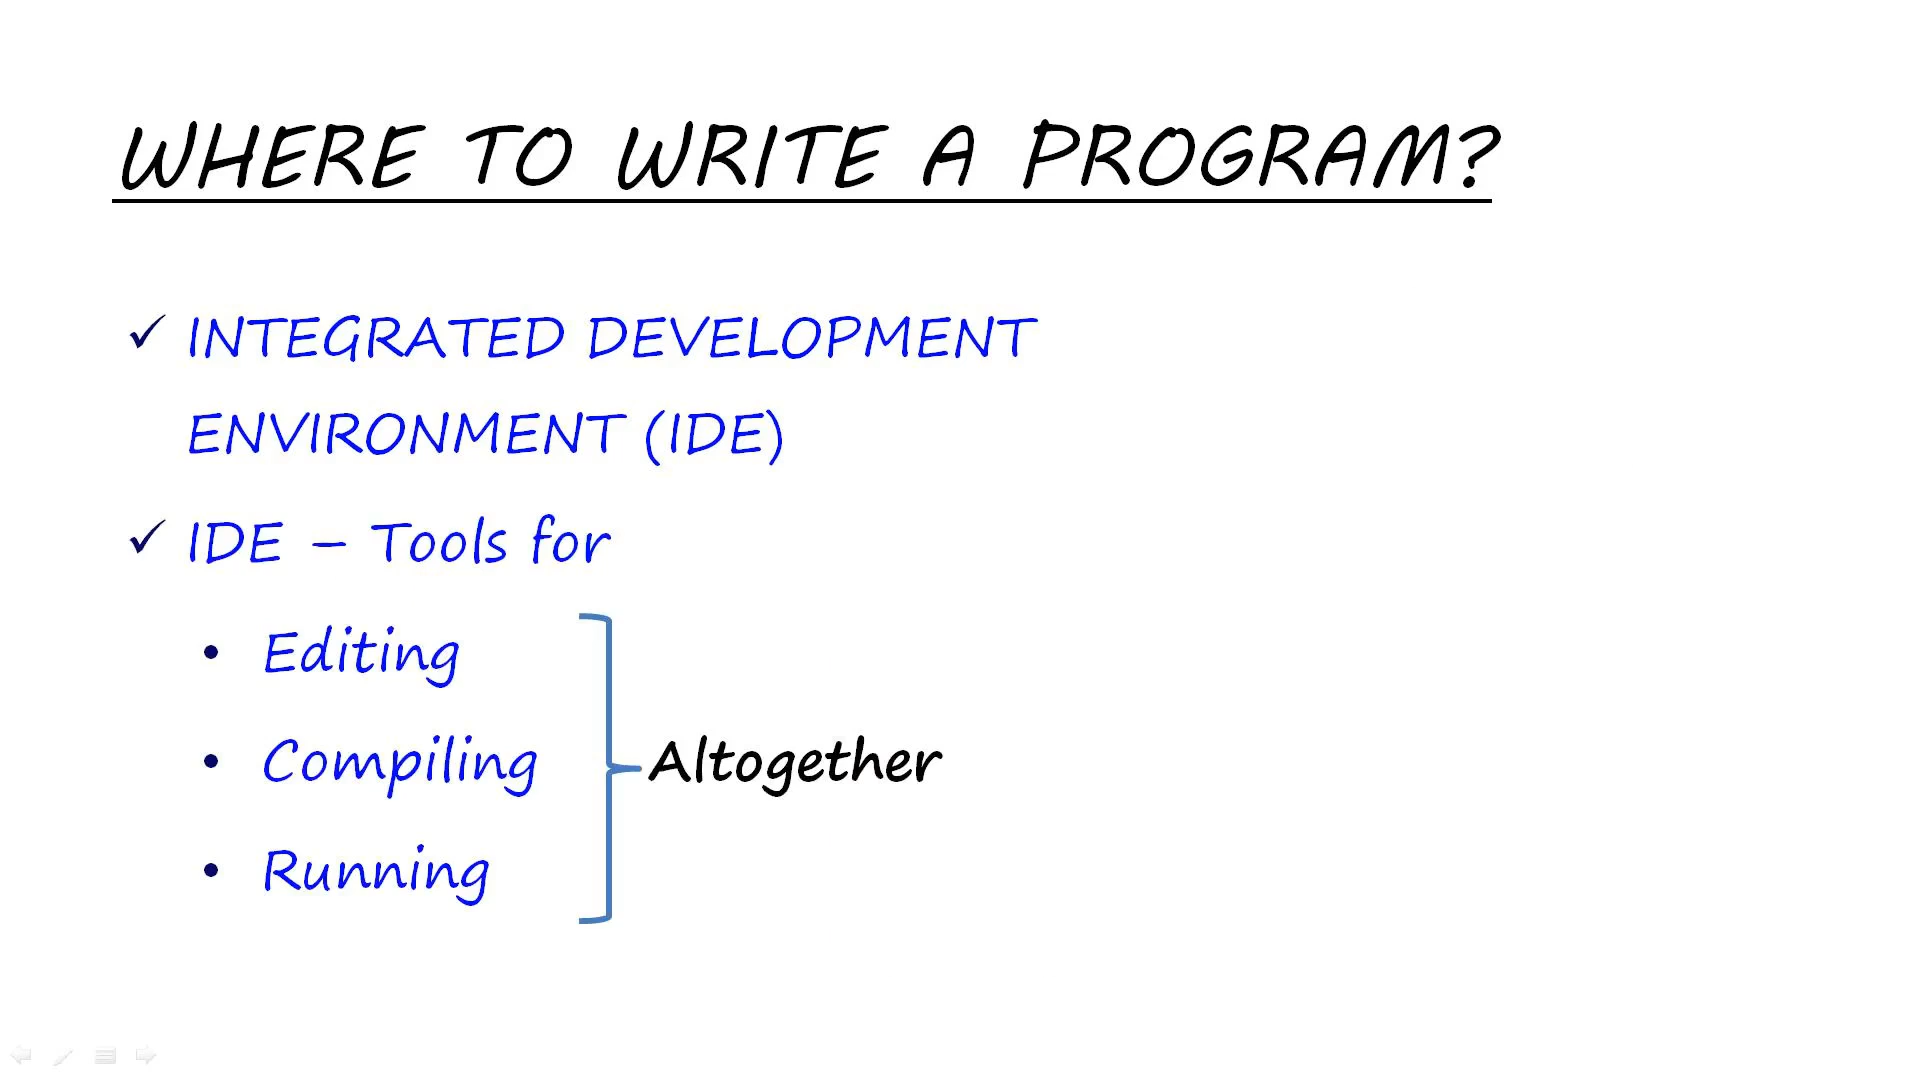 WHERE TO WRITE A PROGRAM?
✓ INTEGRATED DEVELOPMENT
ENVIRONMENT (IDE)
✓ IDE – Tools for
• Editing
• Compiling
Altogether
• Running